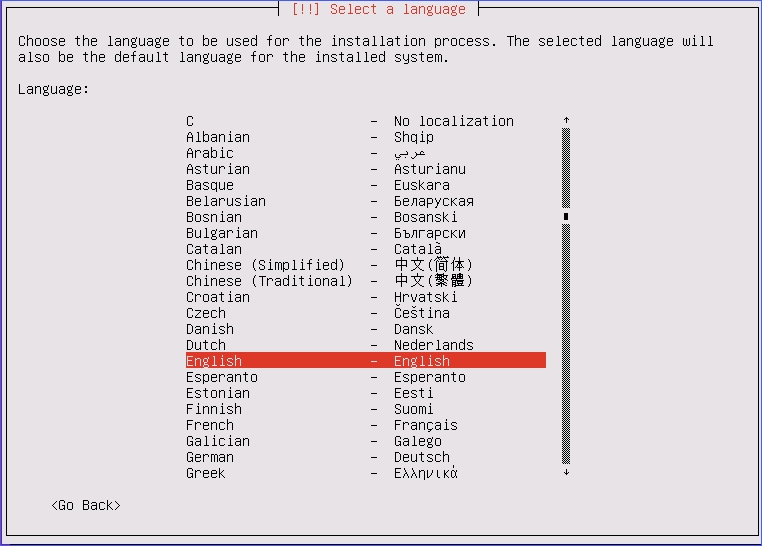 [!!] Select a language
Choose the language to be used for the installation process. The selected language will
also be the default language for the installed system.
Language:
C - No localization
Albanian - Shqip
Arabic - عربي
Asturian - Asturianu
Basque - Euskara
Belarusian - Беларуская
Bosnian - Bosanski
Bulgarian - Български
Catalan - Català
Chinese (Simplified) - 中文(简体)
Chinese (Traditional) - 中文(繁體)
Croatian - Hrvatski
Czech - Čeština
Danish - Dansk
Dutch - Nederlands
English - English
Esperanto - Esperanto
Estonian - Eesti
Finnish - Suomi
French - Français
Galician - Galego
German - Deutsch
Greek - Ελληνικά
<Go Back>